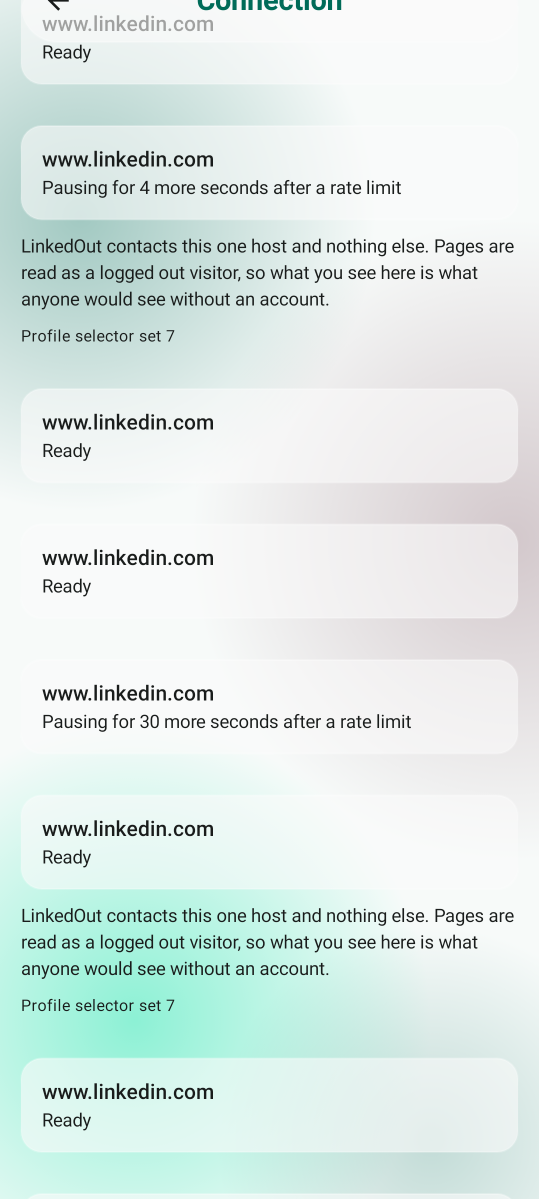 Connection
www.linkedin.com
Ready
www.linkedin.com
Pausing for 4 more seconds after a rate limit
LinkedOut contacts this one host and nothing else. Pages are
read as a logged out visitor, so what you see here is what
anyone would see without an account.
Profile selector set 7
www.linkedin.com
Ready
www.linkedin.com
Ready
www.linkedin.com
Pausing for 30 more seconds after a rate limit
www.linkedin.com
Ready
LinkedOut contacts this one host and nothing else. Pages are
read as a logged out visitor, so what you see here is what
anyone would see without an account.
Profile selector set 7
www.linkedin.com
Ready